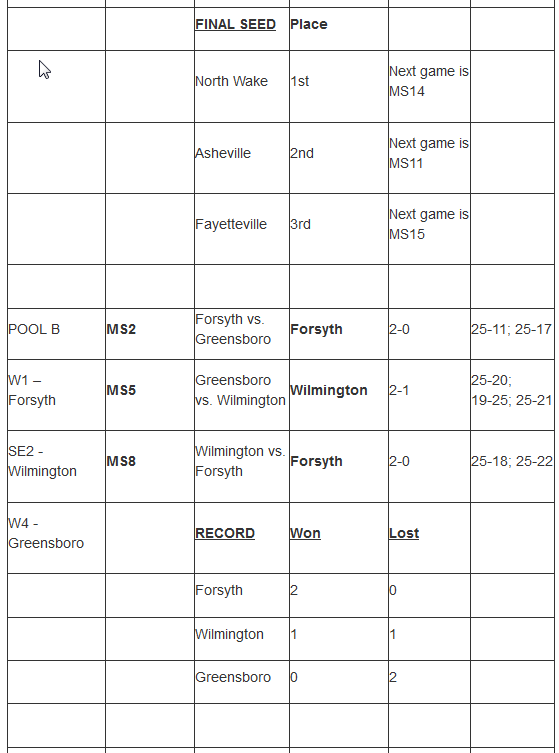 FINAL SEED Place
North Wake 1st Next game is
MS14
Asheville 2nd Next game is
MS11
Fayetteville 3rd Next game is
MS15
POOL B MS2 Forsyth vs.
Greensboro Forsyth 2-0 25-11; 25-17
W1 –
Forsyth MS5 Greensboro
vs. Wilmington Wilmington 2-1 25-20;
19-25; 25-21
SE2 -
Wilmington MS8 Wilmington vs.
Forsyth Forsyth 2-0 25-18; 25-22
W4 -
Greensboro RECORD Won Lost
Forsyth 2 0
Wilmington 1 1
Greensboro 0 2